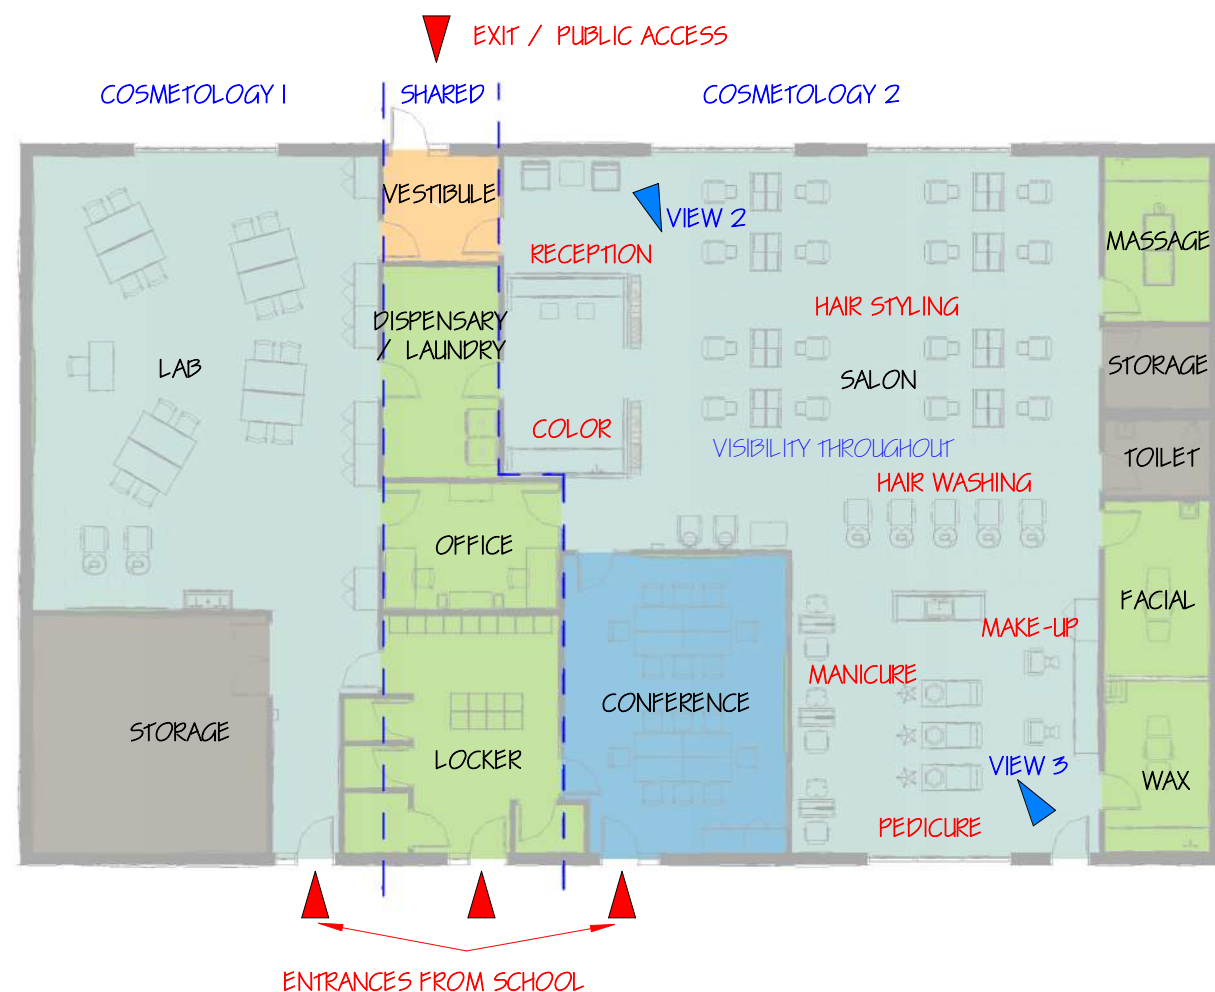 EXIT / PUBLIC ACCESS
COSMETOLOGY 1
SHARED
COSMETOLOGY 2
VESTIBULE
VIEW 2
RECEPTION
MASSAGE
HAIR STYLING
DISPENSARY
/ LAUNDRY
LAB
SALON
STORAGE
COLOR
VISIBILITY THROUGHOUT
TOILET
HAIR WASHING
OFFICE
FACIAL
MAKE-UP
MANICURE
CONFERENCE
STORAGE
LOCKER
VIEW 3
WAX
PEDICURE
ENTRANCES FROM SCHOOL